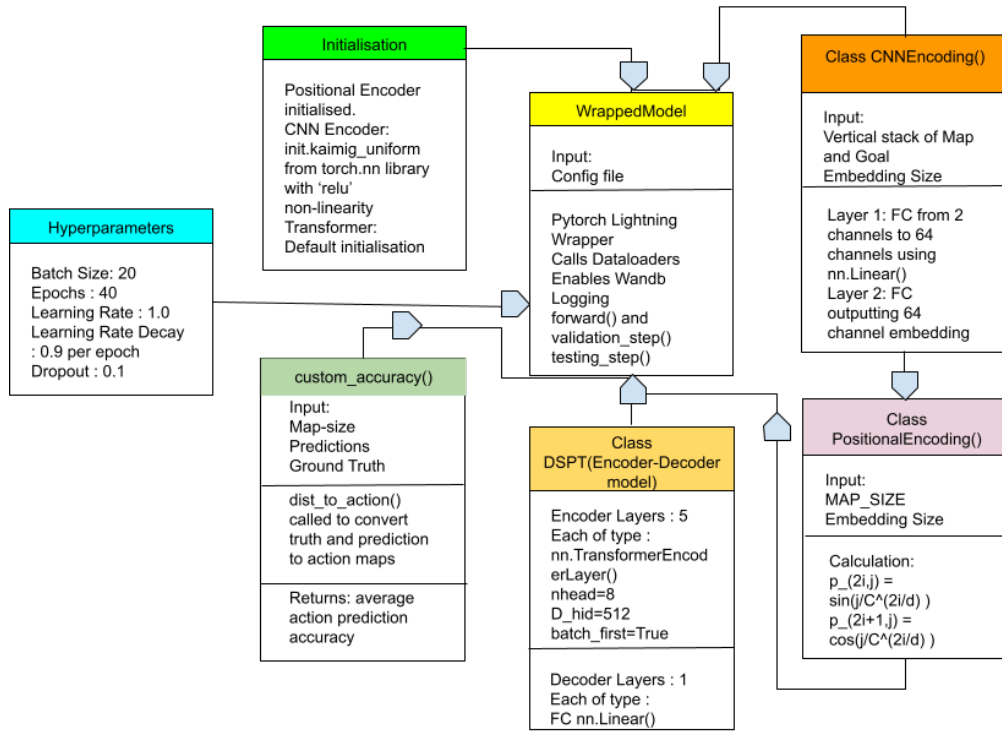 Initialisation
Positional Encoder
initialised.
CNN Encoder:
init.kaimig_uniform
from torch.nn library
with ‘relu’
non-linearity
Transformer:
Default initialisation
Hyperparameters
Batch Size: 20
Epochs : 40
Learning Rate : 1.0
Learning Rate Decay
: 0.9 per epoch
Dropout : 0.1
custom_accuracy()
Input:
Map-size
Predictions
Ground Truth
dist_to_action()
called to convert
truth and prediction
to action maps
Returns: average
action prediction
accuracy
WrappedModel
Input:
Config file
Pytorch Lightning
Wrapper
Calls Dataloaders
Enables Wandb
Logging
forward() and
validation_step()
testing_step()
Class
DSPT(Encoder-Decoder
model)
Encoder Layers : 5
Each of type :
nn.TransformerEncod
erLayer()
nhead=8
D_hid=512
batch_first=True
Decoder Layers : 1
Each of type :
FC nn.Linear()
Class CNNEncoding()
Input:
Vertical stack of Map
and Goal
Embedding Size
Layer 1: FC from 2
channels to 64
channels using
nn.Linear()
Layer 2: FC
outputting 64
channel embedding
Class
PositionalEncoding()
Input:
MAP_SIZE
Embedding Size
Calculation:
p_(2i,j) =
sin(j/C^(2i/d) )
p_(2i+1,j) =
cos(j/C^(2i/d) )